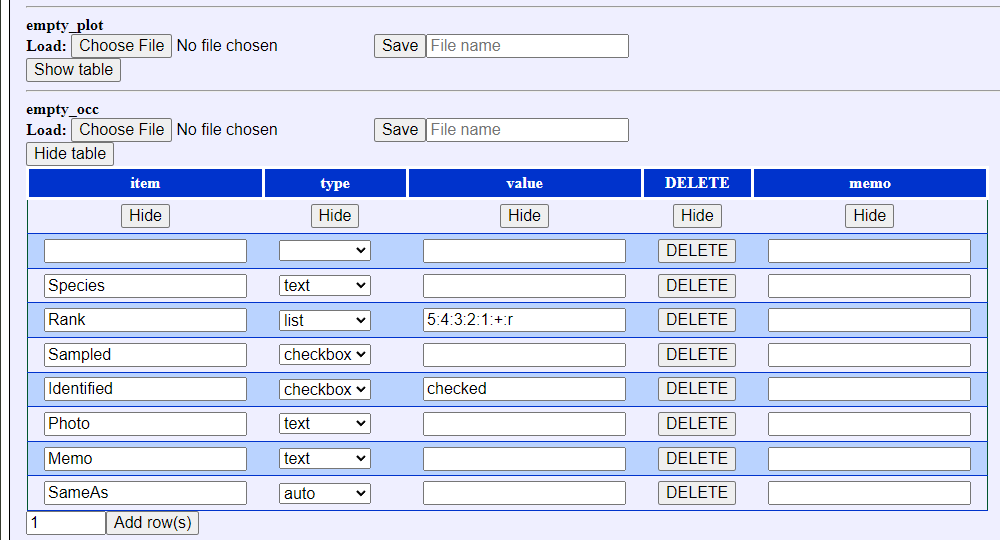 empty_plot
Load: Choose File No file chosen Save File name
Show table
empty_occ
Load: Choose File No file chosen Save File name
Hide table
item type value DELETE memo
Hide Hide Hide Hide Hide
DELETE
Species text DELETE
Rank list 5:4:3:2:1:+:r DELETE
Sampled checkbox DELETE
Identified checkbox checked DELETE
Photo text DELETE
Memo text DELETE
SameAs auto DELETE
1 Add row(s)